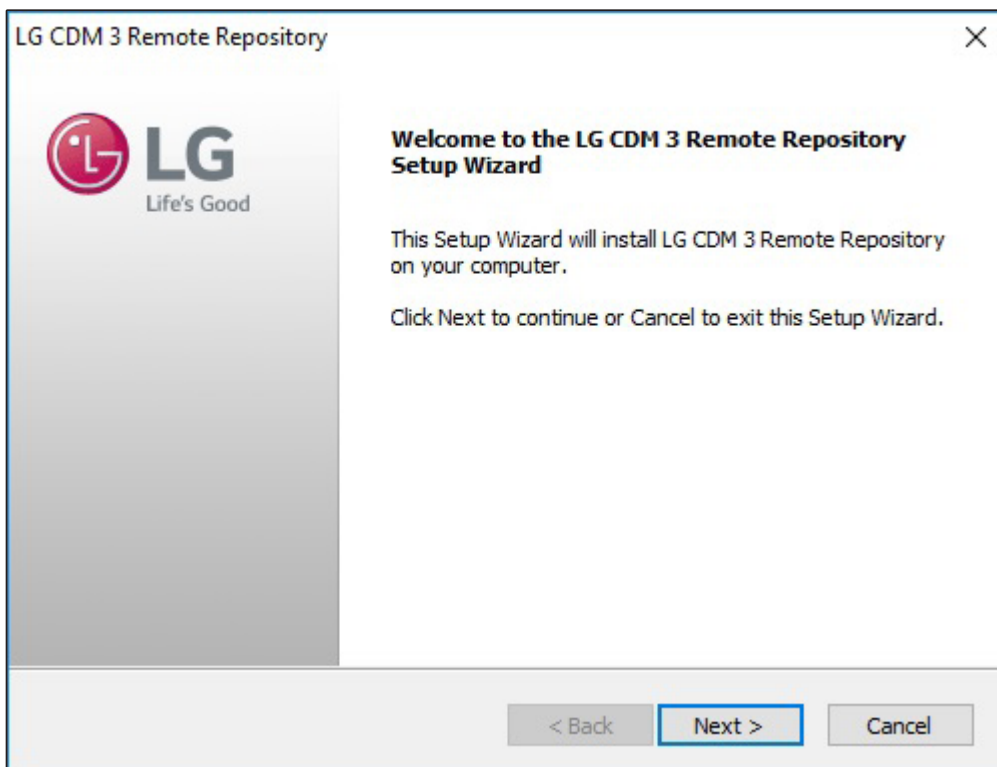 LG CDM 3 Remote Repository
LG
Life's Good
Welcome to the LG CDM 3 Remote Repository
Setup Wizard
This Setup Wizard will install LG CDM 3 Remote Repository
on your computer.
Click Next to continue or Cancel to exit this Setup Wizard.
< Back
Next >
Cancel